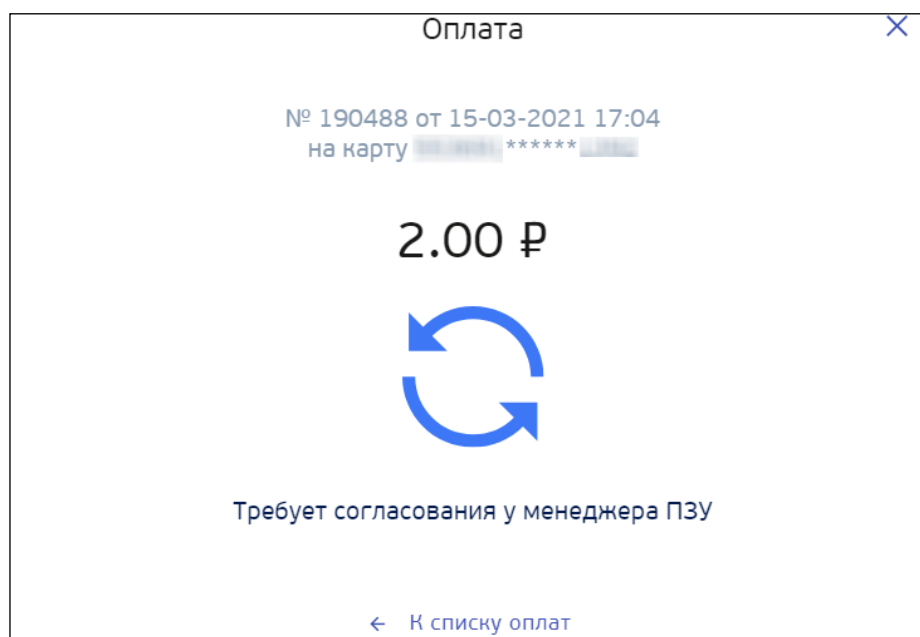 Оплата
№ 190488 от 15-03-2021 17:04
на карту ******
2.00 ₽
Требует согласования у менеджера ПЗУ
← К списку оплат